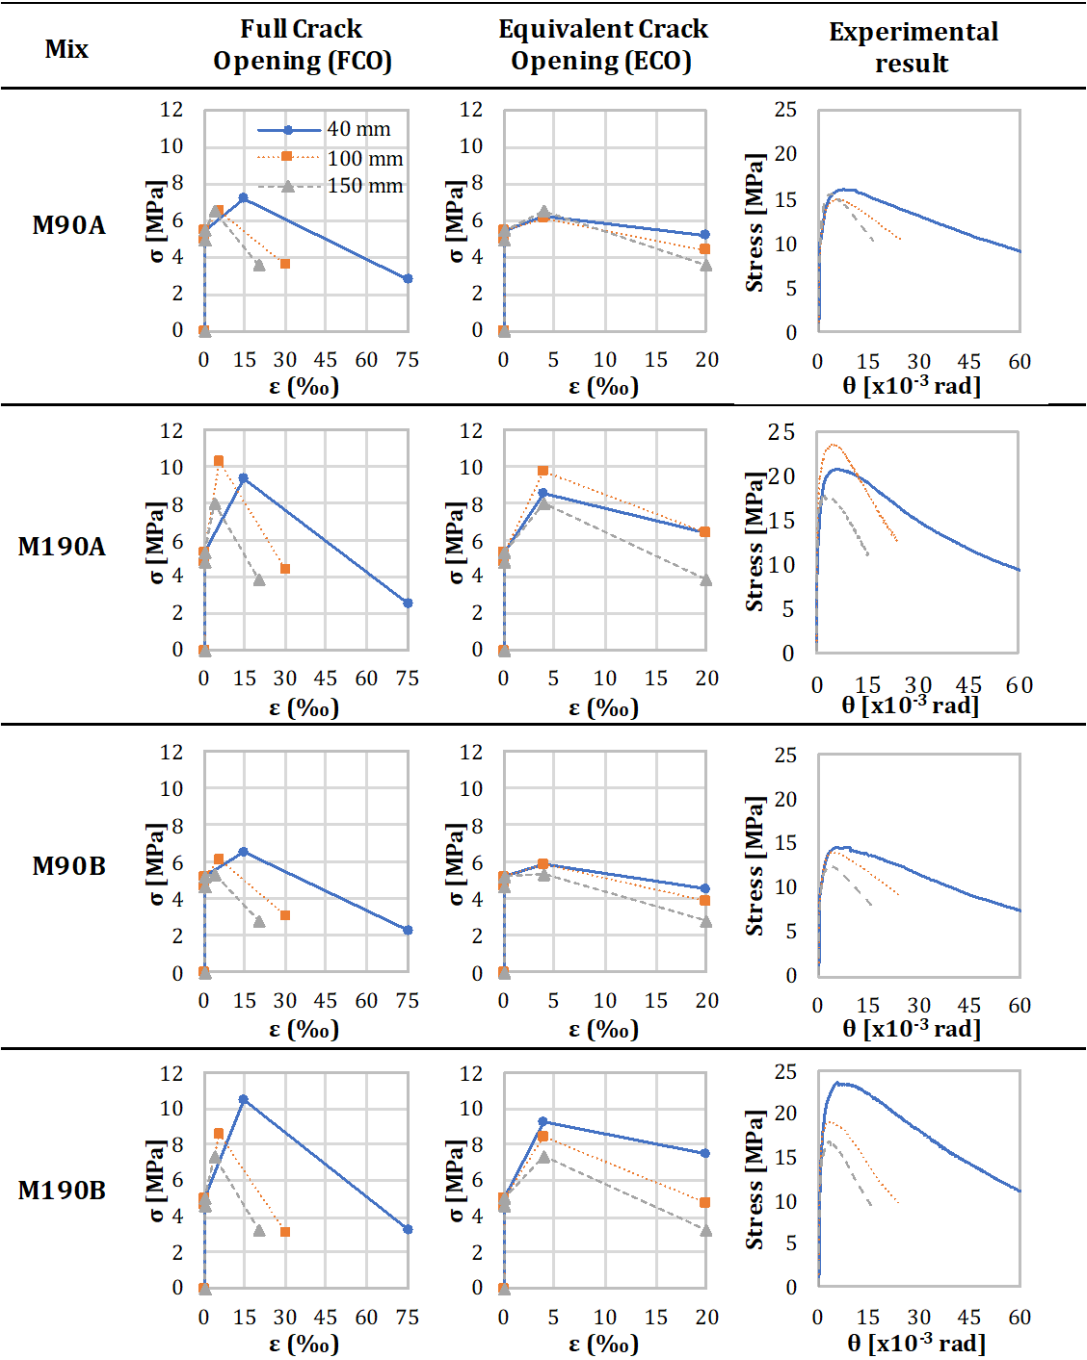 Mix
Full Crack
Opening (FCO)
Equivalent Crack
Opening (ECO)
Experimental
result
M90A
σ [MPa]
12
10
8
6
4
2
0
40 mm
100 mm
150 mm
0 15 30 45 60 75
ε (‰)
σ [MPa]
12
10
8
6
4
2
0
0 5 10 15 20
ε (‰)
Stress [MPa]
25
20
15
10
5
0
0 15 30 45 60
θ [x10⁻³ rad]
M190A
σ [MPa]
12
10
8
6
4
2
0
0 15 30 45 60 75
ε (‰)
σ [MPa]
12
10
8
6
4
2
0
0 5 10 15 20
ε (‰)
Stress [MPa]
25
20
15
10
5
0
0 15 30 45 60
θ [x10⁻³ rad]
M90B
σ [MPa]
12
10
8
6
4
2
0
0 15 30 45 60 75
ε (‰)
σ [MPa]
12
10
8
6
4
2
0
0 5 10 15 20
ε (‰)
Stress [MPa]
25
20
15
10
5
0
0 15 30 45 60
θ [x10⁻³ rad]
M190B
σ [MPa]
12
10
8
6
4
2
0
0 15 30 45 60 75
ε (‰)
σ [MPa]
12
10
8
6
4
2
0
0 5 10 15 20
ε (‰)
Stress [MPa]
25
20
15
10
5
0
0 15 30 45 60
θ [x10⁻³ rad]